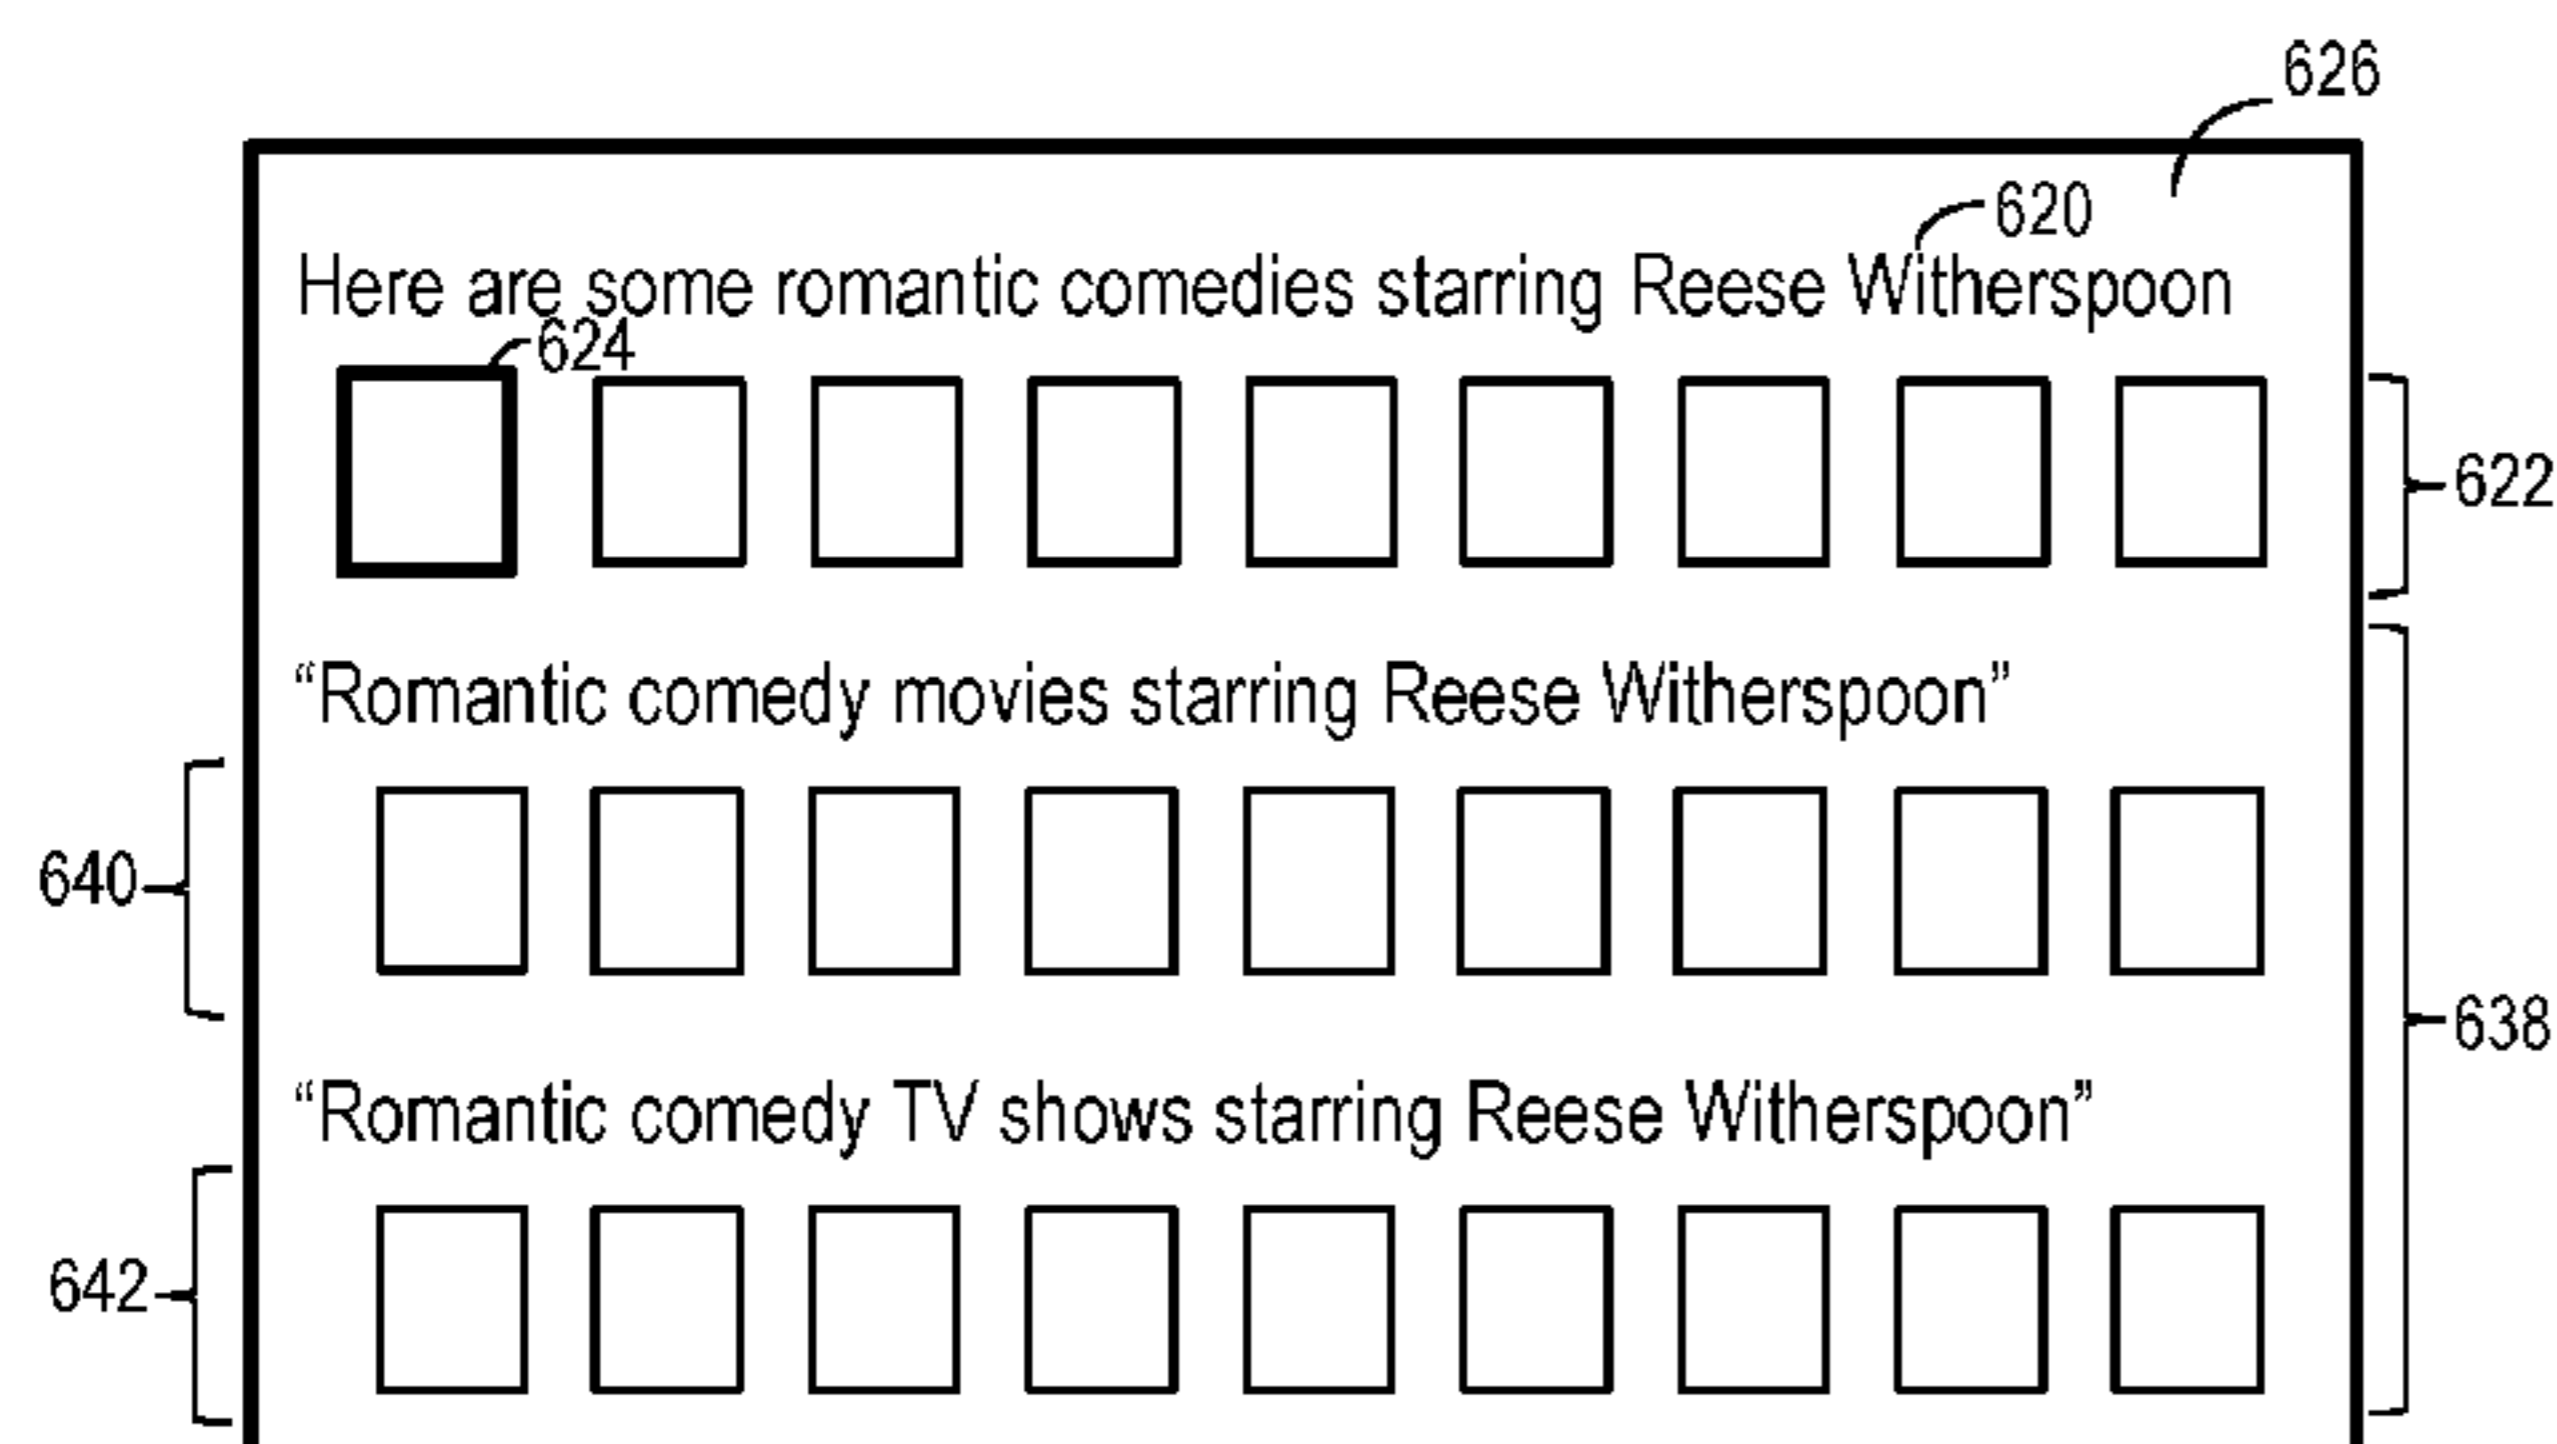 626
620
Here are some romantic comedies starring Reese Witherspoon
624
622
“Romantic comedy movies starring Reese Witherspoon”
640
638
“Romantic comedy TV shows starring Reese Witherspoon”
642